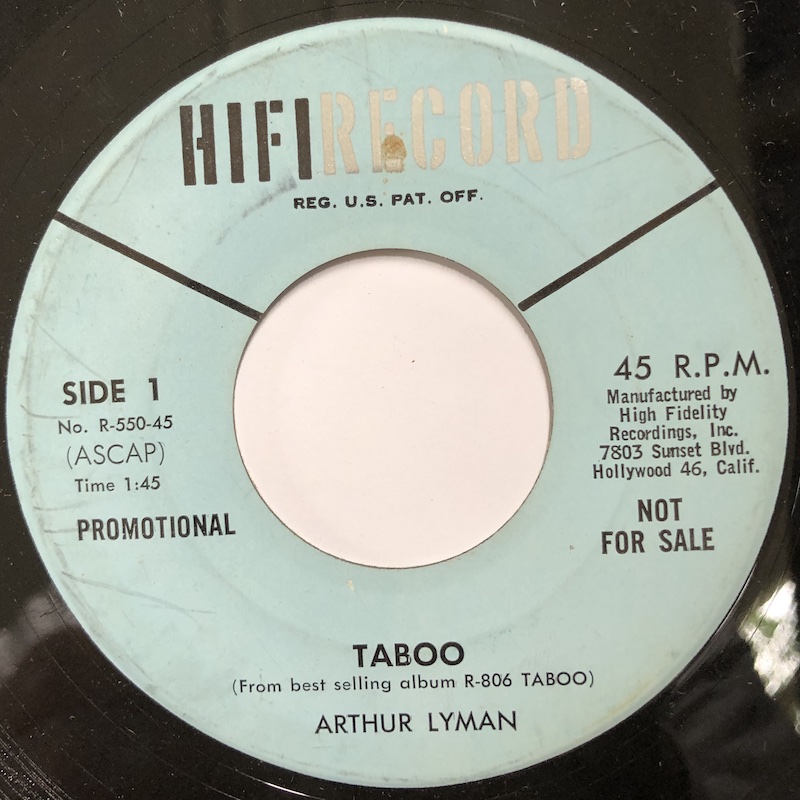 HIFIRECORD
REG. U.S. PAT. OFF.
SIDE 1
No. R-550-45
(ASCAP)
Time 1:45
PROMOTIONAL
45 R.P.M.
Manufactured by
High Fidelity
Recordings, Inc.
7803 Sunset Blvd.
Hollywood 46, Calif.
NOT
FOR SALE
TABOO
(From best selling album R-806 TABOO)
ARTHUR LYMAN